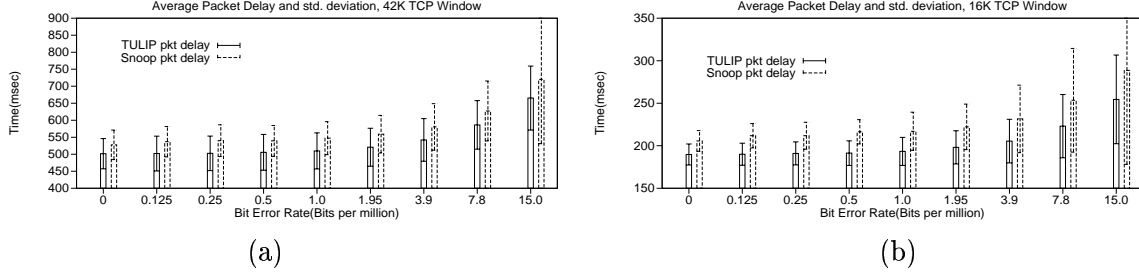 Average Packet Delay and std. deviation, 42K TCP Window
900
850
800
750
700
650
600
550
500
450
400
Time(msec)
TULIP pkt delay
Snoop pkt delay
0 0.125 0.25 0.5 1.0 1.95 3.9 7.8 15.0
Bit Error Rate(Bits per million)
(a)
Average Packet Delay and std. deviation, 16K TCP Window
350
300
250
200
150
Time(msec)
TULIP pkt delay
Snoop pkt delay
0 0.125 0.25 0.5 1.0 1.95 3.9 7.8 15.0
Bit Error Rate(Bits per million)
(b)